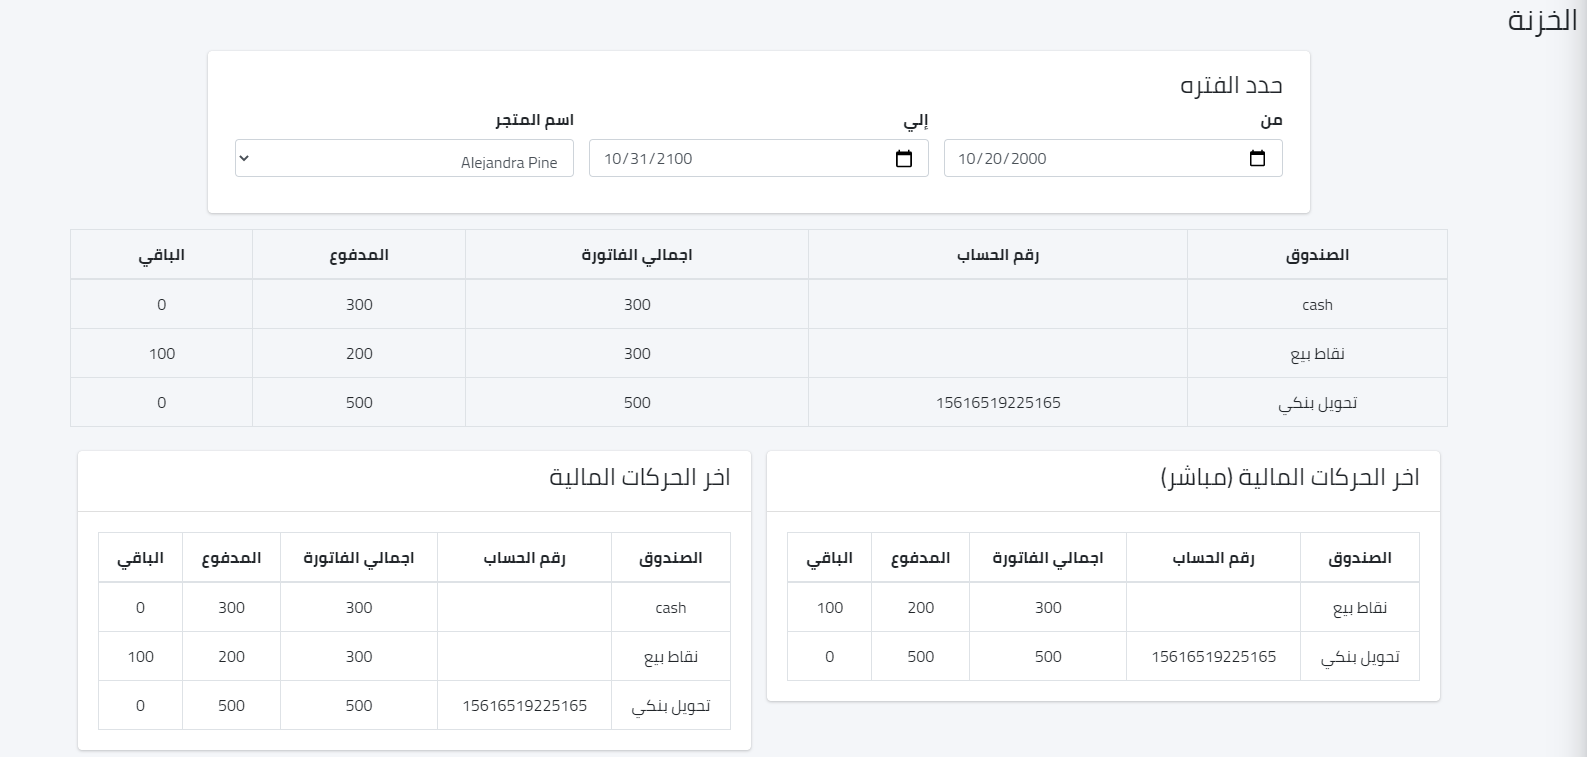 الخزنة
حدد الفتره
من إلي اسم المتجر
10/20/2000 10/31/2100 Alejandra Pine
الصندوق رقم الحساب اجمالي الفاتورة المدفوع الباقي
cash 300 300 0
نقاط بيع 300 200 100
تحويل بنكي 15616519225165 500 500 0
اخر الحركات المالية (مباشر)
الصندوق رقم الحساب اجمالي الفاتورة المدفوع الباقي
نقاط بيع 300 200 100
تحويل بنكي 15616519225165 500 500 0
اخر الحركات المالية
الصندوق رقم الحساب اجمالي الفاتورة المدفوع الباقي
cash 300 300 0
نقاط بيع 300 200 100
تحويل بنكي 15616519225165 500 500 0